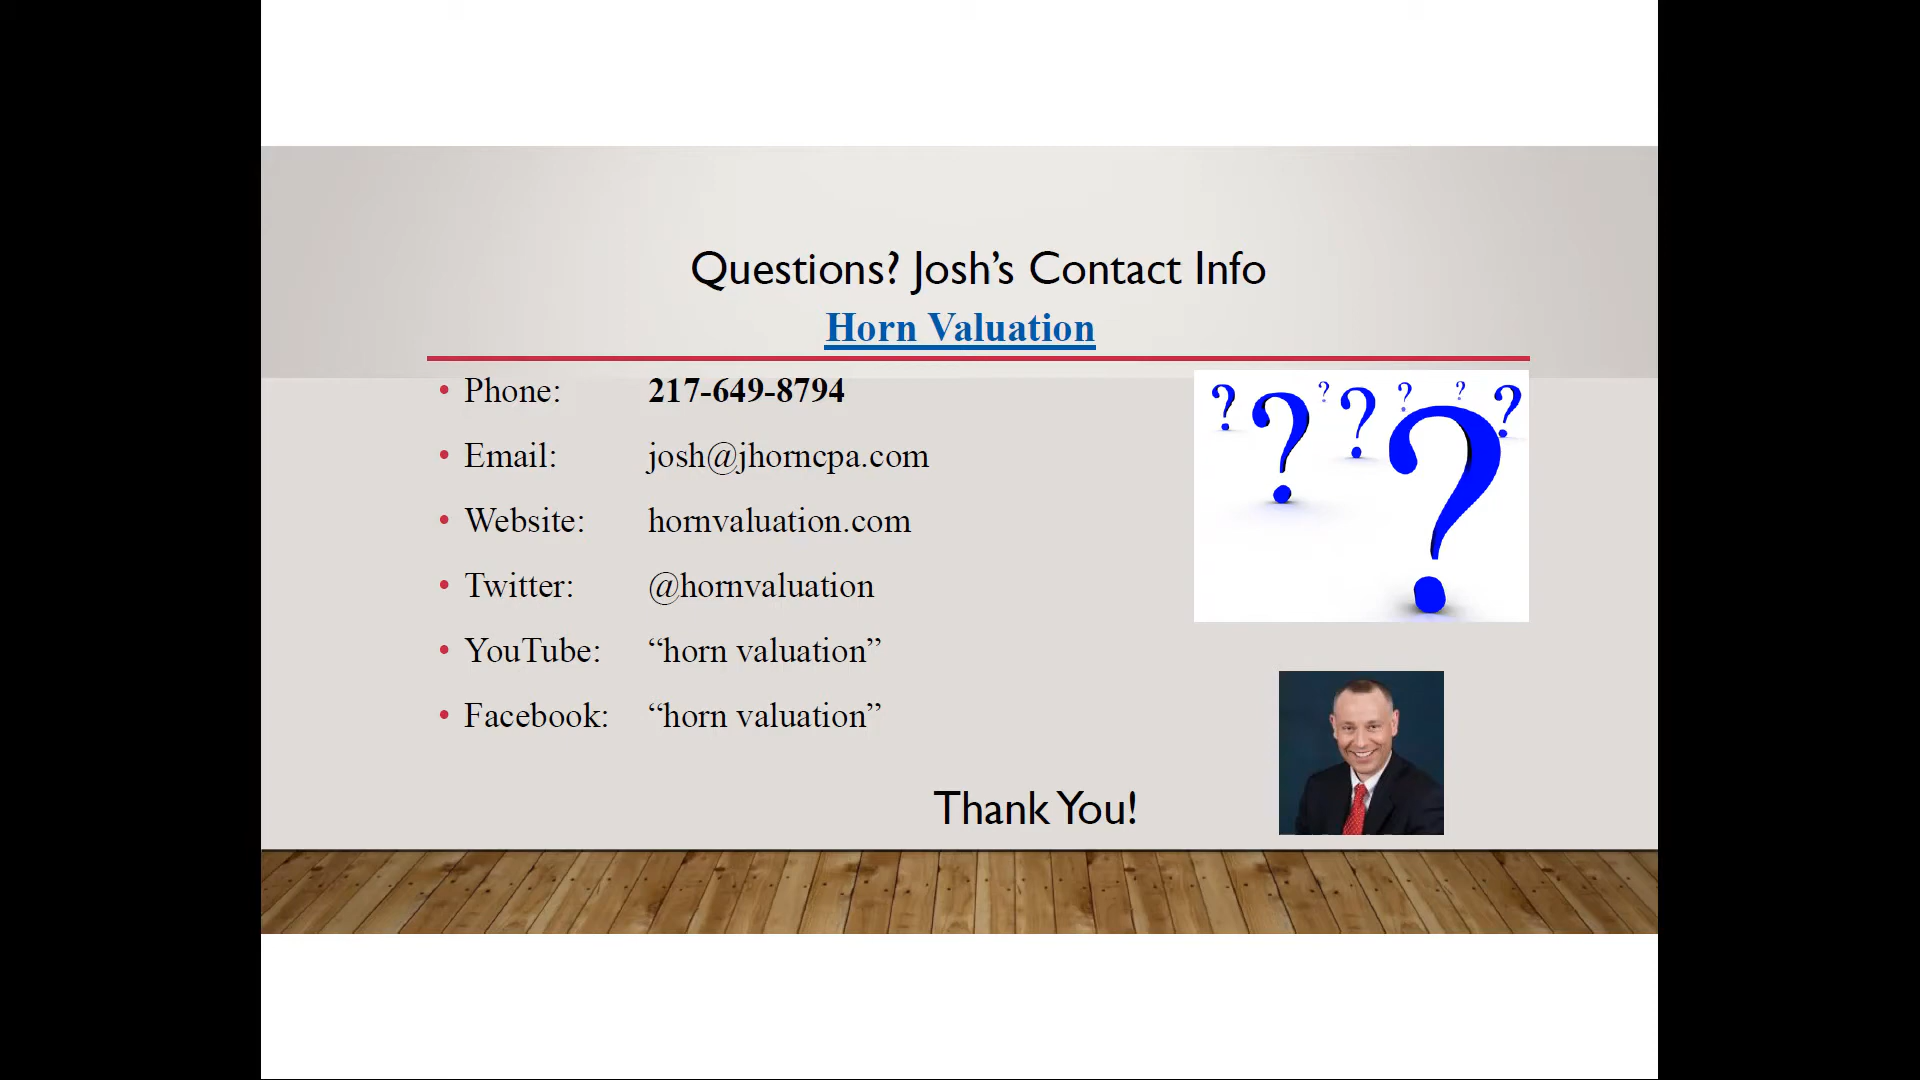 Questions? Josh’s Contact Info
Horn Valuation
• Phone: 217-649-8794
• Email: josh@jhorncpa.com
• Website: hornvaluation.com
• Twitter: @hornvaluation
• YouTube: “horn valuation”
• Facebook: “horn valuation”
? ? ? ? ? ? ? ?
Thank You!